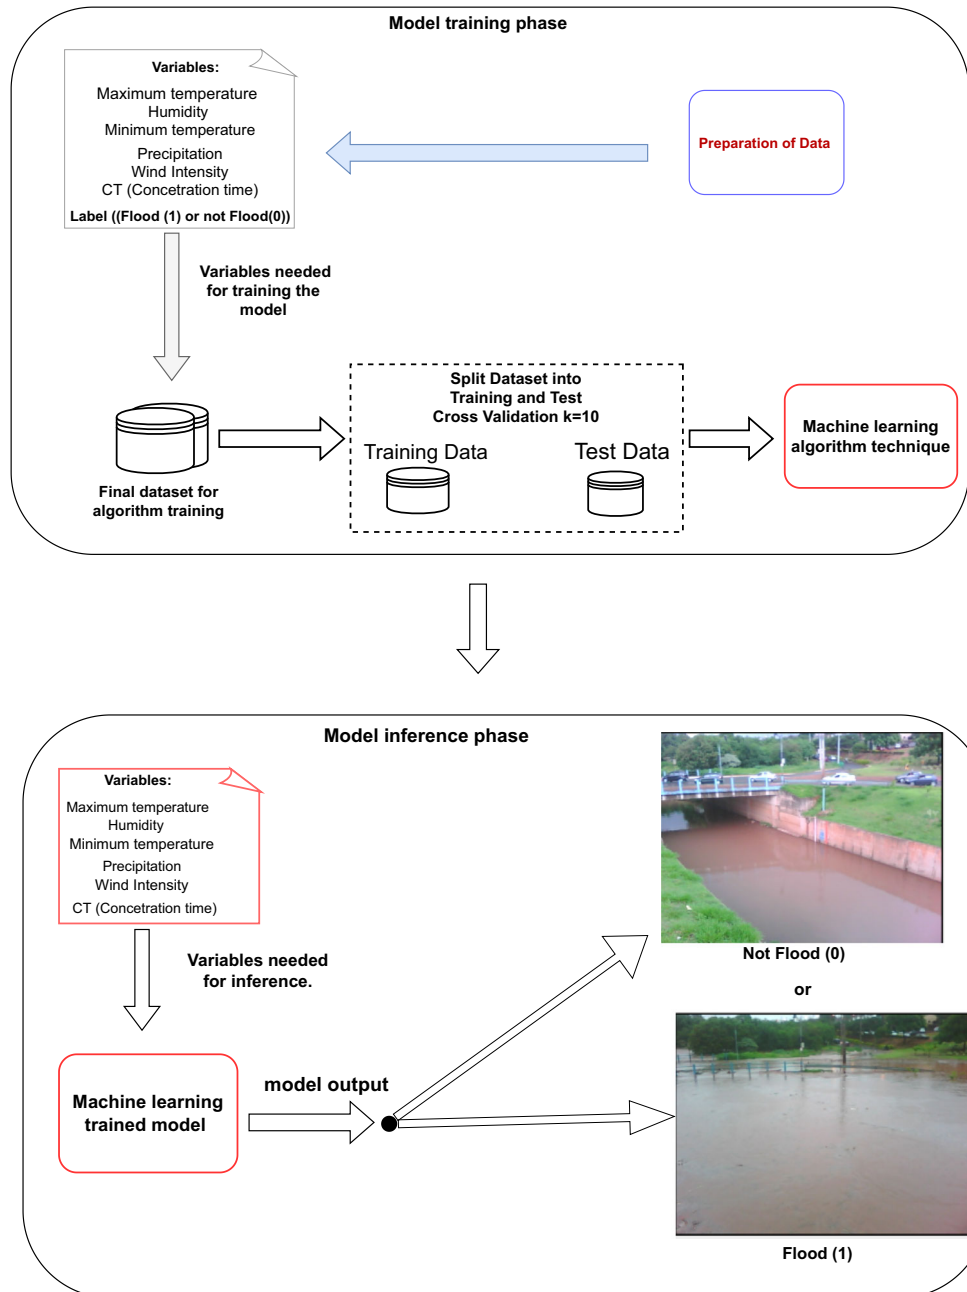 Model training phase
Variables:
Maximum temperature
Humidity
Minimum temperature
Precipitation
Wind Intensity
CT (Concetration time)
Label ((Flood (1) or not Flood(0))
Preparation of Data
Variables needed
for training the
model
Final dataset for
algorithm training
Split Dataset into
Training and Test
Cross Validation k=10
Training Data
Test Data
Machine learning
algorithm technique
Model inference phase
Variables:
Maximum temperature
Humidity
Minimum temperature
Precipitation
Wind Intensity
CT (Concetration time)
Variables needed
for inference.
Machine learning
trained model
model output
Not Flood (0)
or
Flood (1)